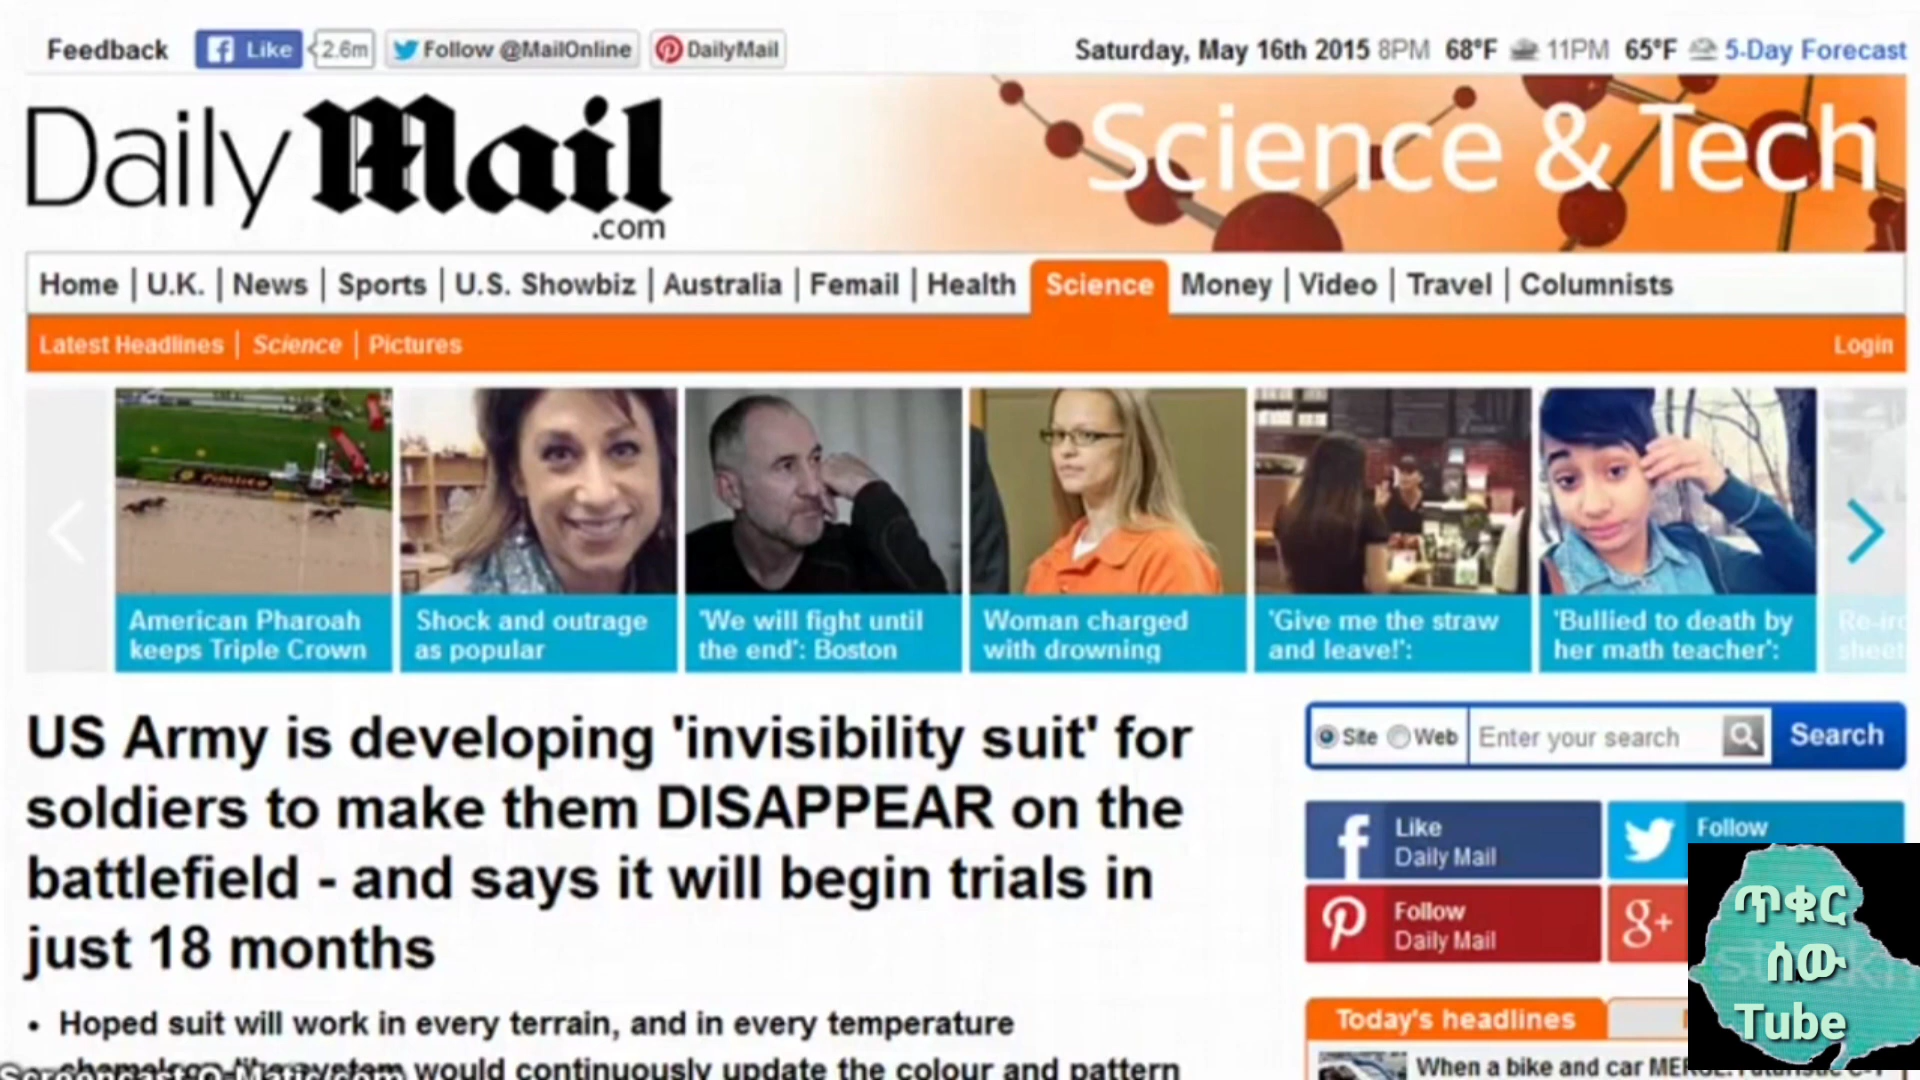 Feedback
Like
2.6m
Follow @MailOnline
DailyMail
Saturday, May 16th 2015 8PM 68°F 11PM 65°F 5-Day Forecast
Daily Mail
.com
Science & Tech
Home | U.K. | News | Sports | U.S. Showbiz | Australia | Femail | Health | Science | Money | Video | Travel | Columnists
Latest Headlines | Science | Pictures
Login
American Pharoah
keeps Triple Crown
Shock and outrage
as popular
'We will fight until
the end': Boston
Woman charged
with drowning
'Give me the straw
and leave!':
'Bullied to death by
her math teacher':
US Army is developing 'invisibility suit' for
soldiers to make them DISAPPEAR on the
battlefield - and says it will begin trials in
just 18 months
• Hoped suit will work in every terrain, and in every temperature
would continuously update the colour and pattern
Site Web Enter your search Search
Like
Daily Mail
Follow
Follow
Daily Mail
g+
Today's headlines
When a bike and car
ጥቁር
ሰው
Tube